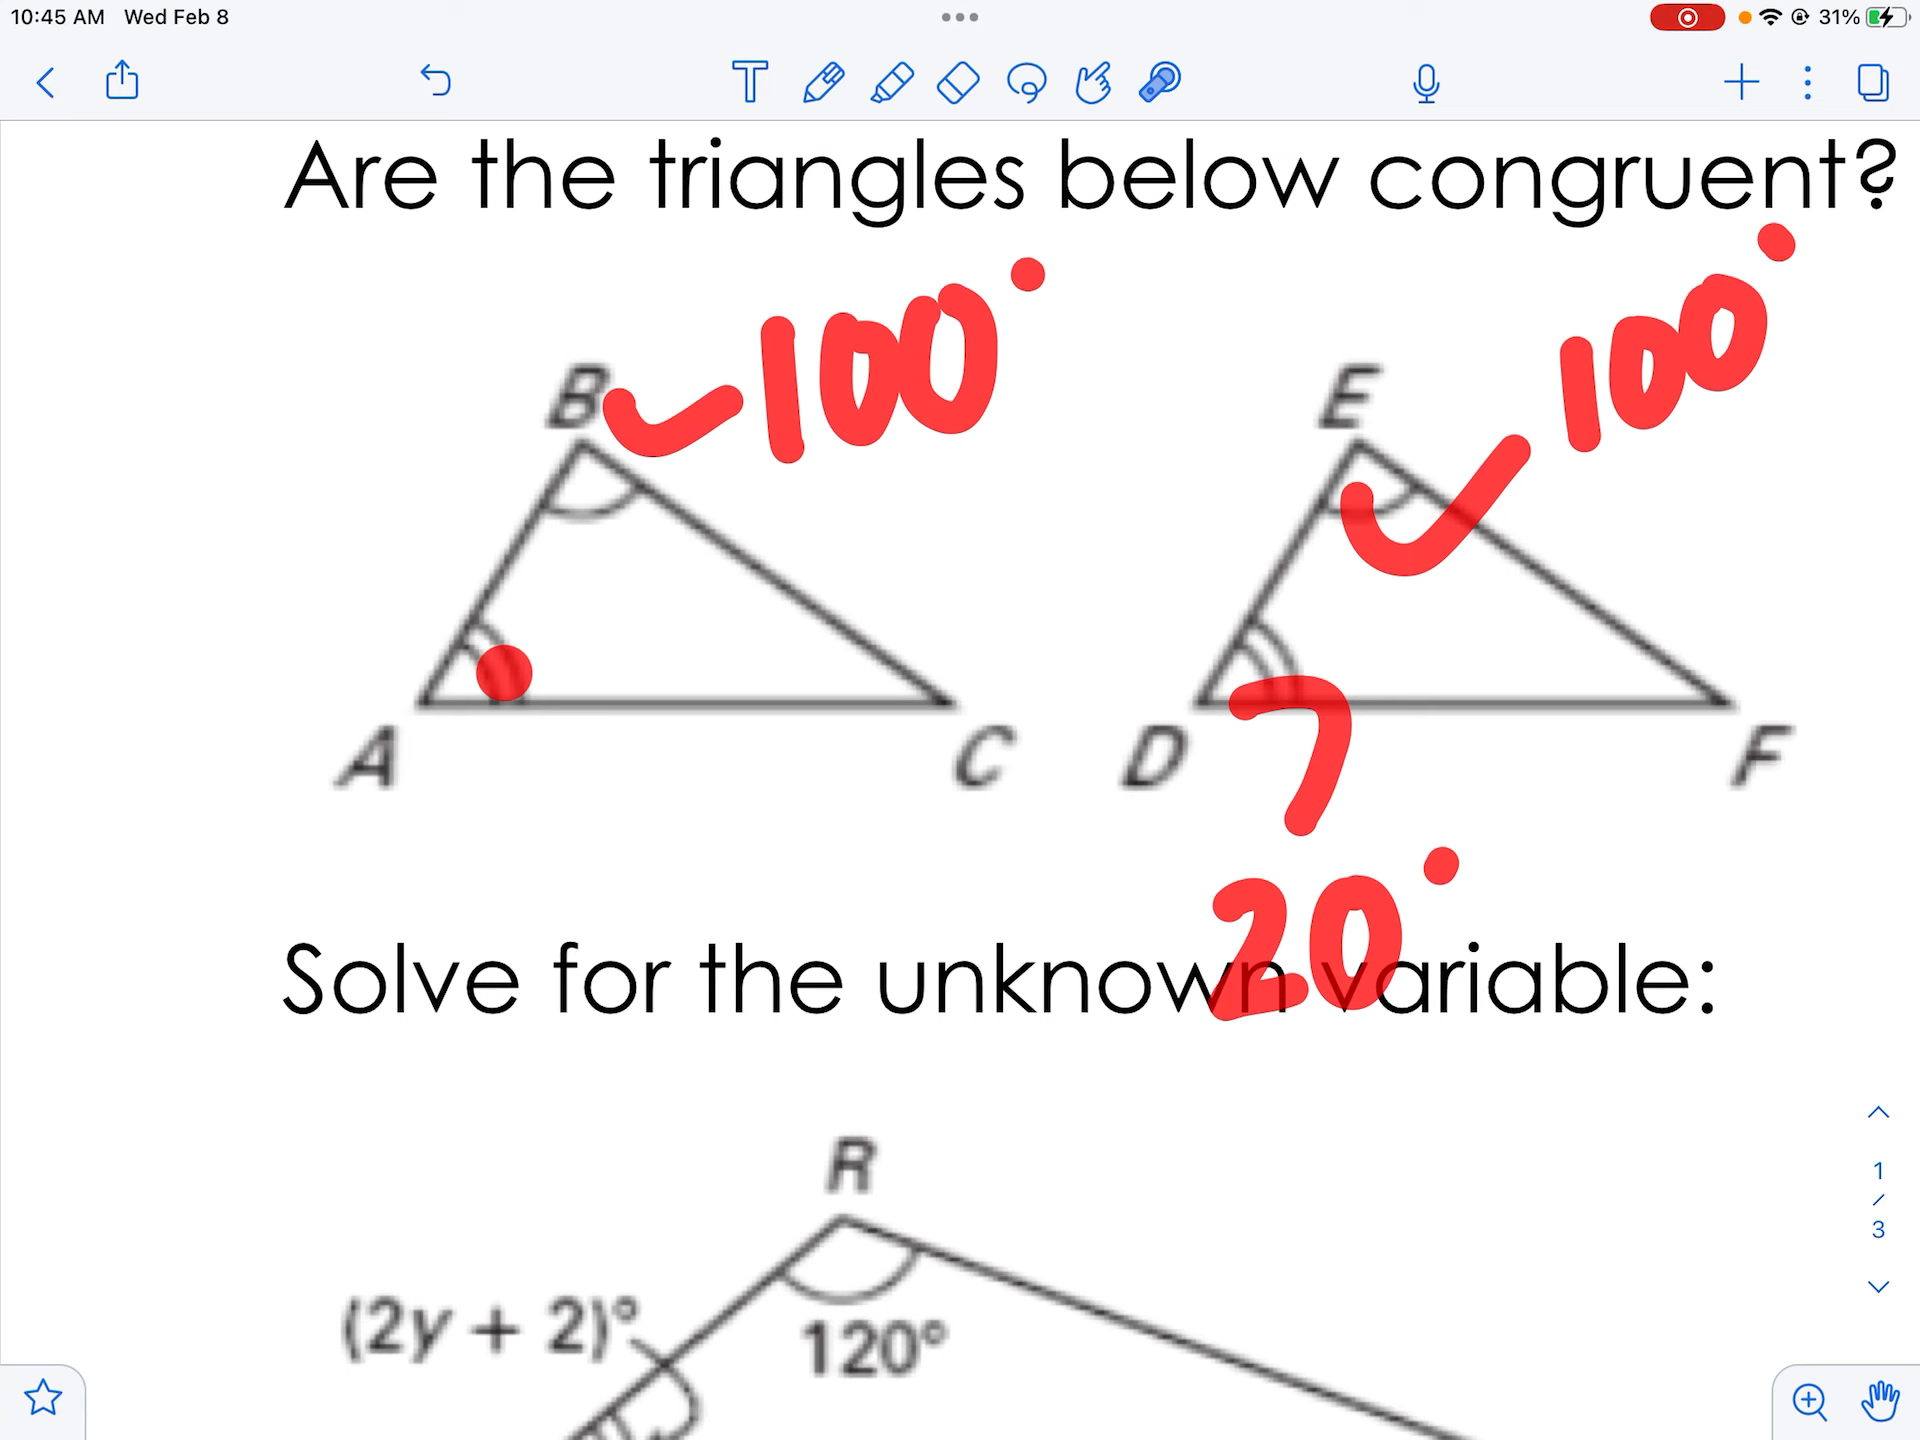 10:45 AM Wed Feb 8
31%
T
Are the triangles below congruent?
100°
100°
B
E
A
C
D
F
20°
Solve for the unknown variable:
1
/
3
R
(2y + 2)°
120°